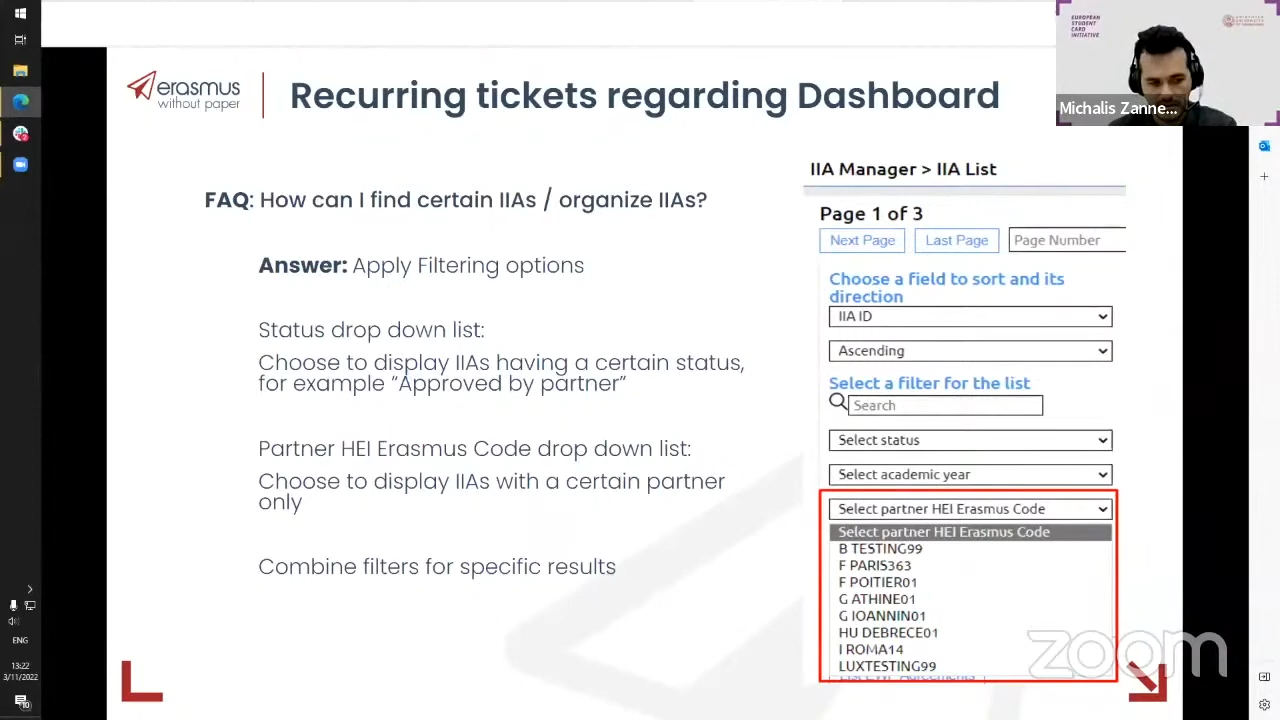 erasmus
without paper
Recurring tickets regarding Dashboard
EUROPEAN
STUDENT
CARD
INITIATIVE
Michalis Zanne...
FAQ: How can I find certain IIAs / organize IIAs?
Answer: Apply Filtering options
Status drop down list:
Choose to display IIAs having a certain status,
for example “Approved by partner”
Partner HEI Erasmus Code drop down list:
Choose to display IIAs with a certain partner
only
Combine filters for specific results
IIA Manager > IIA List
Page 1 of 3
Next Page
Last Page
Page Number
Choose a field to sort and its
direction
IIA ID
Ascending
Select a filter for the list
Search
Select status
Select academic year
Select partner HEI Erasmus Code
Select partner HEI Erasmus Code
B TESTING99
F PARIS363
F POITIER01
G ATHINE01
G IOANNIN01
HU DEBRECE01
I ROMA14
LUXTESTING99
zoom
ENG
13:22
3/11/2022